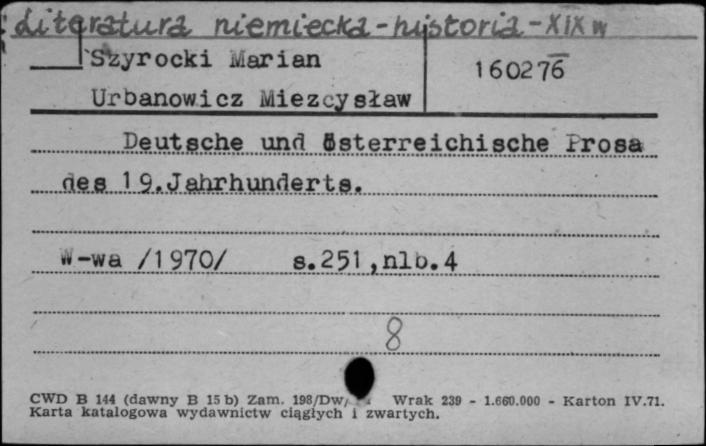 Literatura niemiecka-historia-XIX w
Szyrocki Marian
160276
Urbanowicz Miezcysław
Deutsche und österreichische Prosa
des 19.Jahrhunderts.
W-wa /1970/ s.251,nlb.4
8
CWD B 144 (dawny B 15 b) Zam. 198/Dw/ Wrak 239 - 1.660.000 - Karton IV.71.
Karta katalogowa wydawnictw ciągłych i zwartych.